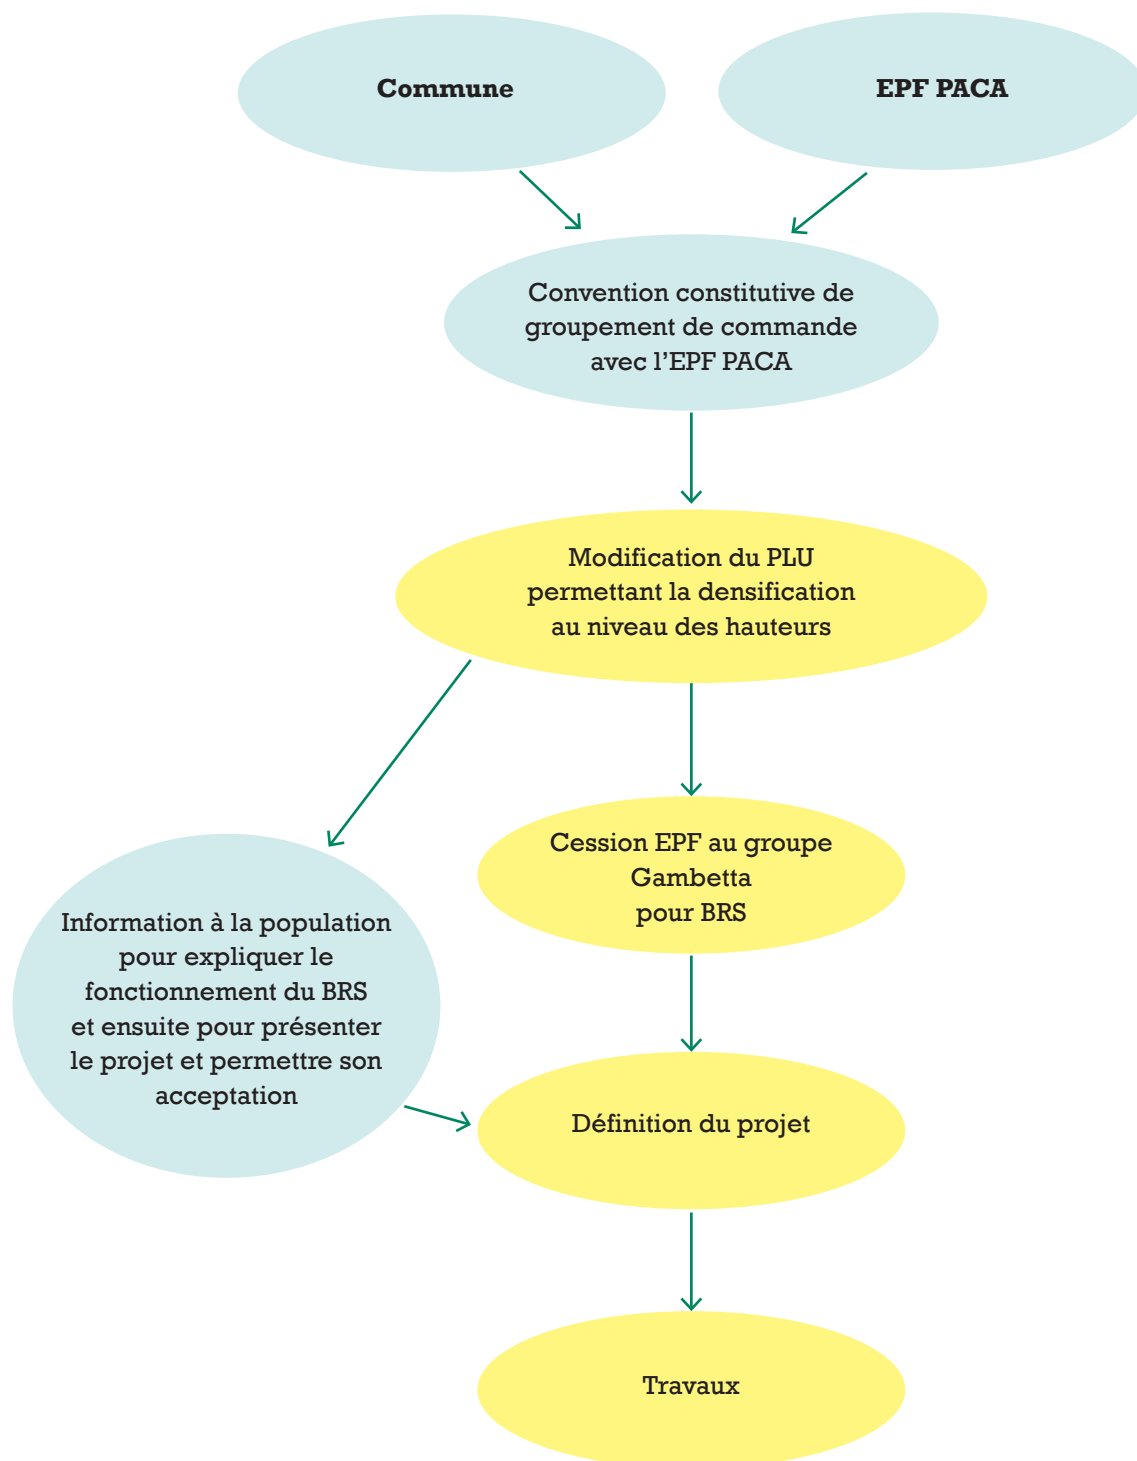 Commune
EPF PACA
Convention constitutive de
groupement de commande
avec l'EPF PACA
Modification du PLU
permettant la densification
au niveau des hauteurs
Cession EPF au groupe
Gambetta
pour BRS
Information à la population
pour expliquer le
fonctionnement du BRS
et ensuite pour présenter
le projet et permettre son
acceptation
Définition du projet
Travaux